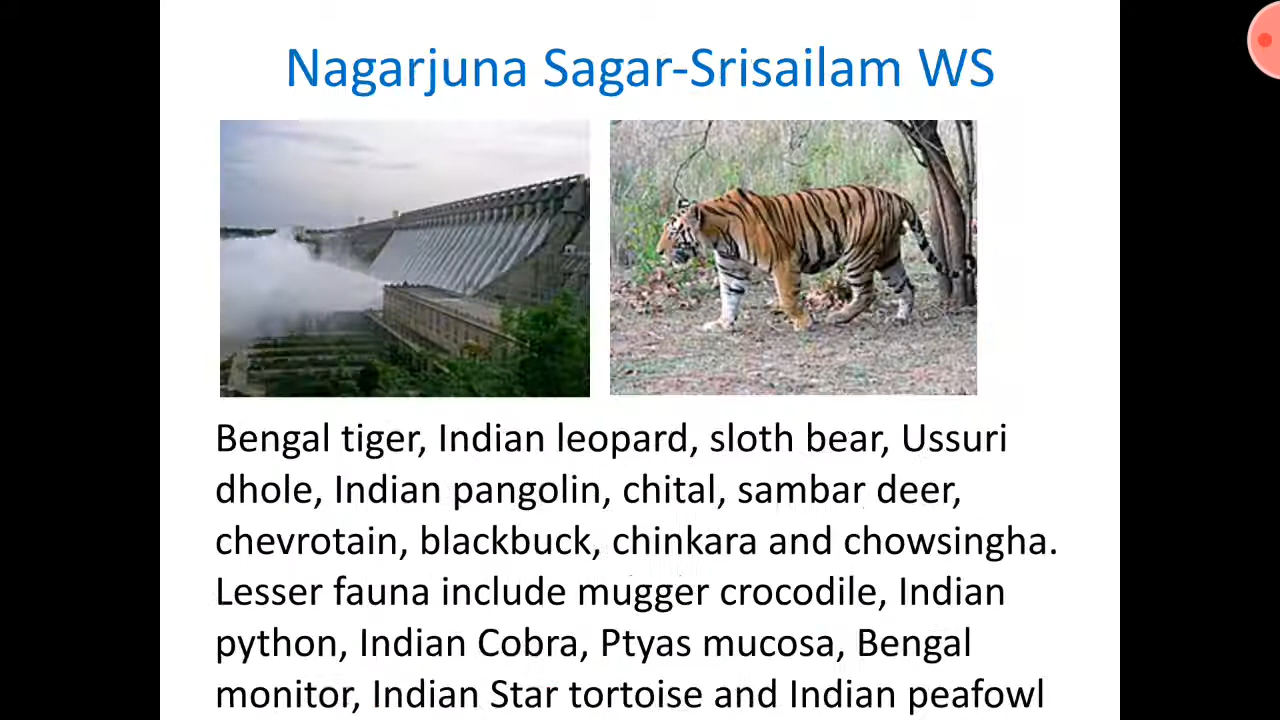 Nagarjuna Sagar-Srisailam WS
Bengal tiger, Indian leopard, sloth bear, Ussuri
dhole, Indian pangolin, chital, sambar deer,
chevrotain, blackbuck, chinkara and chowsingha.
Lesser fauna include mugger crocodile, Indian
python, Indian Cobra, Ptyas mucosa, Bengal
monitor, Indian Star tortoise and Indian peafowl